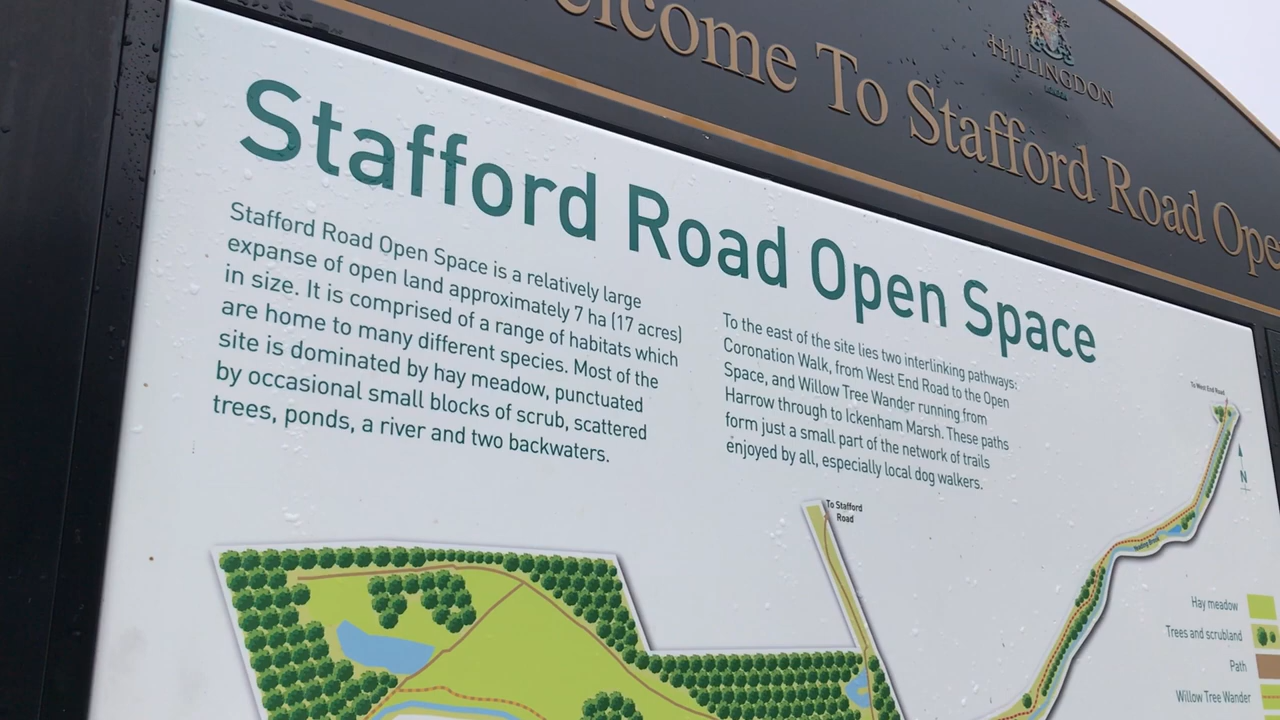 elcome To Stafford Road Ope
HILLINGDON
Stafford Road Open Space
Stafford Road Open Space is a relatively large
expanse of open land approximately 7 ha (17 acres)
in size. It is comprised of a range of habitats which
are home to many different species. Most of the
site is dominated by hay meadow, punctuated
by occasional small blocks of scrub, scattered
trees, ponds, a river and two backwaters.
To the east of the site lies two interlinking pathways:
Coronation Walk, from West End Road to the Open
Space, and Willow Tree Wander running from
Harrow through to Ickenham Marsh. These paths
form just a small part of the network of trails
enjoyed by all, especially local dog walkers.
To West End Road
N
To Stafford
Road
Hay meadow
Trees and scrubland
Path
Willow Tree Wander